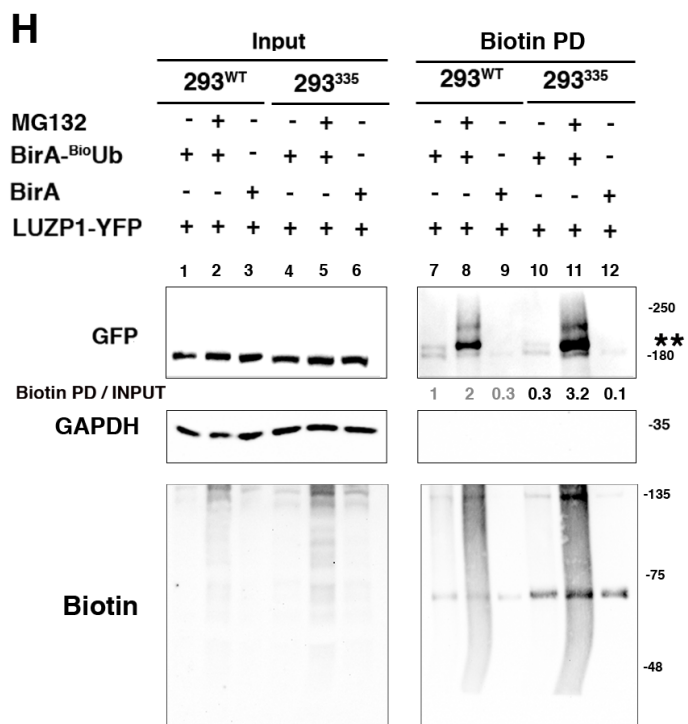 H
Input Biotin PD
293WT 293335 293WT 293335
MG132 - + - - + - - + - - + -
BirA-BioUb + + - + + - + + - + + -
BirA - - + - - + - - + - - +
LUZP1-YFP + + + + + + + + + + + +
1 2 3 4 5 6 7 8 9 10 11 12
-250
GFP **
-180
Biotin PD / INPUT 1 2 0.3 0.3 3.2 0.1
GAPDH -35
-135
-75
Biotin
-48